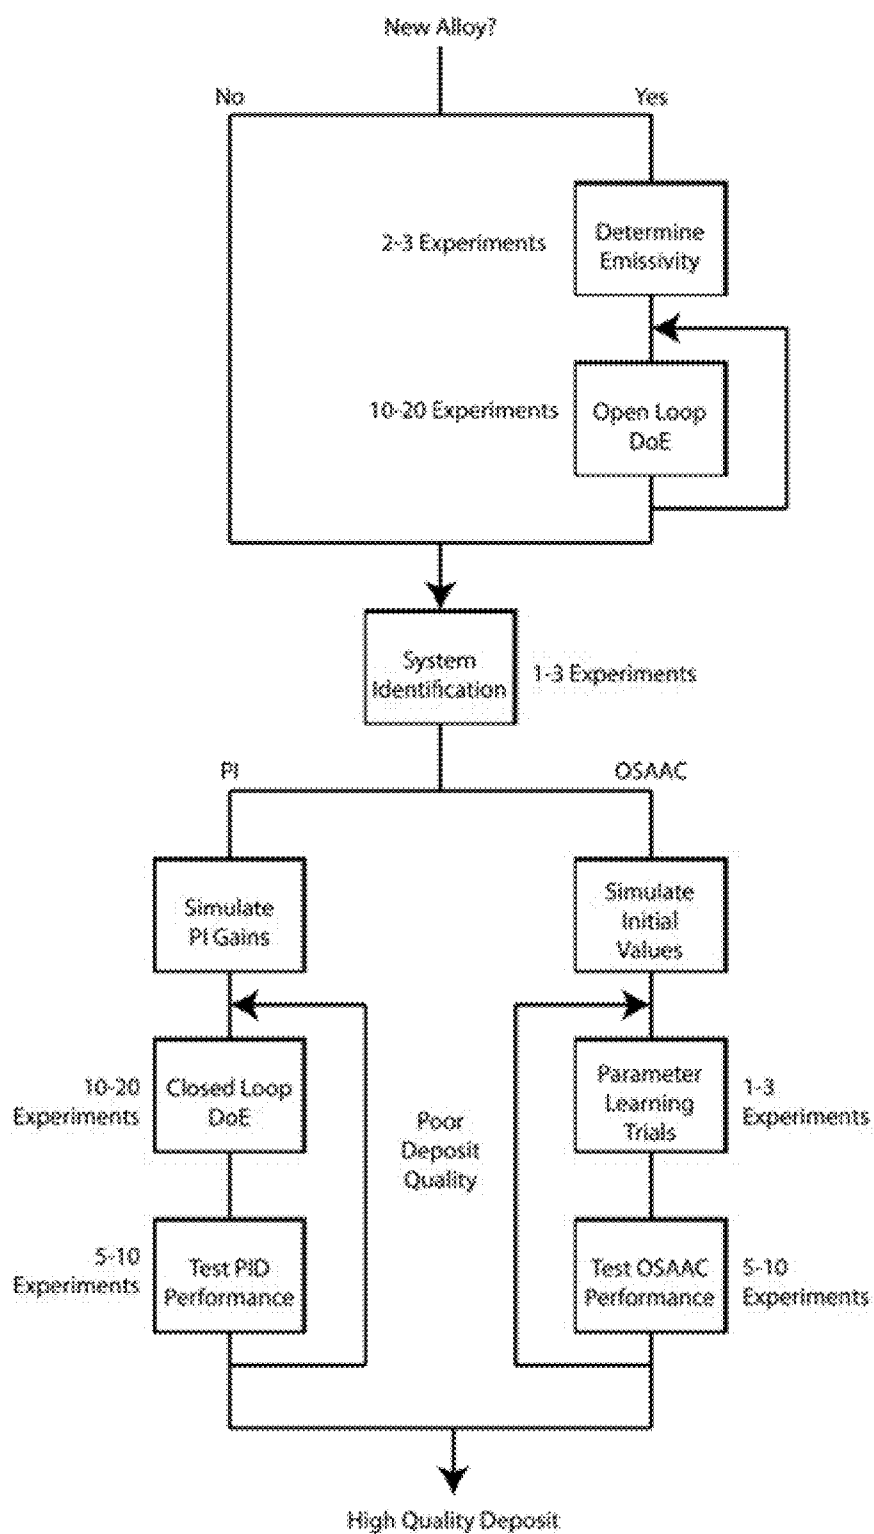 New Alloy?
No
Yes
2-3 Experiments
Determine
Emissivity
10-20 Experiments
Open Loop
DoE
System
Identification
1-3 Experiments
PI
OSAAC
Simulate
PI Gains
Simulate
Initial
Values
10-20
Experiments
Closed Loop
DoE
Poor
Deposit
Quality
Parameter
Learning
Trials
1-3
Experiments
5-10
Experiments
Test PID
Performance
Test OSAAC
Performance
5-10
Experiments
High Quality Deposit